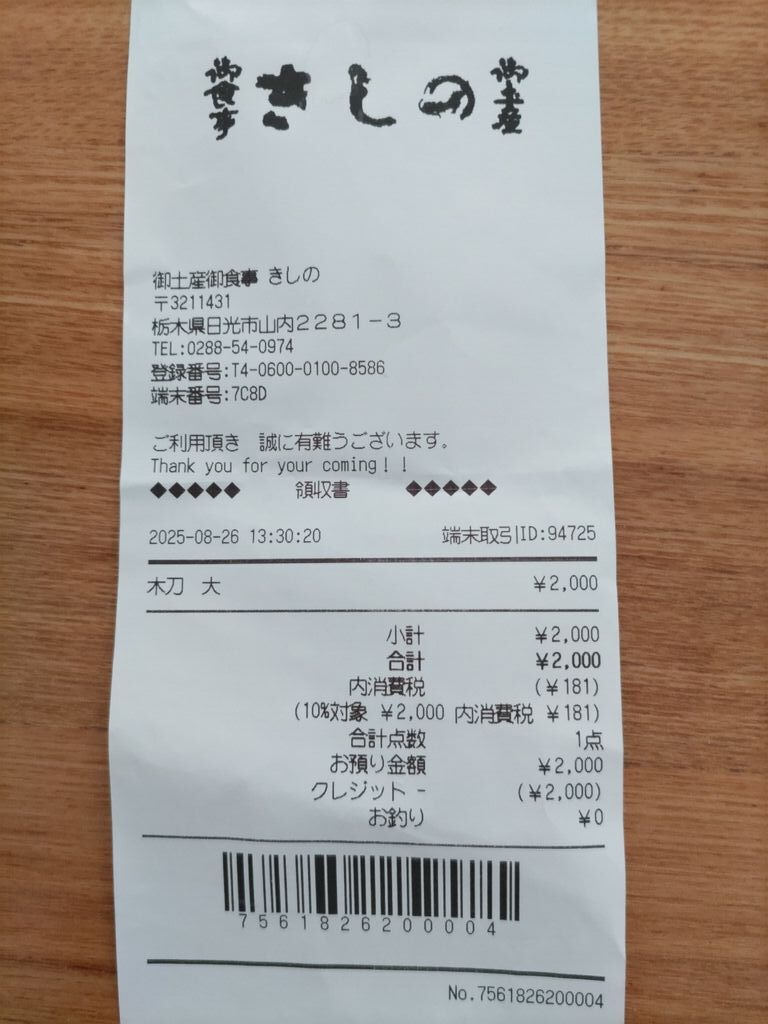 御食事 きしの 御土産
御土産御食事 きしの
〒3211431
栃木県日光市山内2281-3
TEL:0288-54-0974
登録番号:T4-0600-0100-8586
端末番号:7C8D
ご利用頂き 誠に有難うございます。
Thank you for your coming!!
◆◆◆◆◆ 領収書 ◆◆◆◆◆
2025-08-26 13:30:20 端末取引ID:94725
木刀 大 ¥2,000
小計 ¥2,000
合計 ¥2,000
内消費税 (¥181)
(10%対象 ¥2,000 内消費税 ¥181)
合計点数 1点
お預り金額 ¥2,000
クレジット - (¥2,000)
お釣り ¥0
7561826200004
No.7561826200004